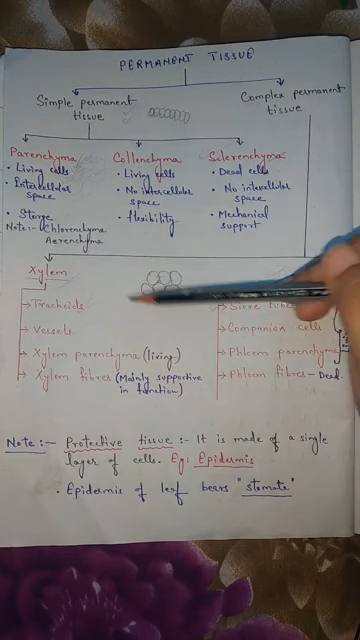 PERMANENT TISSUE
Simple permanent tissue
Complex permanent tissue
Parenchyma
• Living cells
• Intercellular space
• Storge
Note:- Chlorenchyma
Aerenchyma
Collenchyma
• Living cells
• No intercellular space
• flexibility
Sclerenchyma
• Dead cells
• No intercellular space
• Mechanical support
Xylem
→ Tracheids
→ Vessels
→ Xylem parenchyma (living)
→ Xylem fibres (Mainly supportive in function)
→ Sieve tubes
→ Companion cells
→ Phloem parenchyma
→ Phloem fibres - Dead.
Note:- Protective tissue :- It is made of a single
layer of cells. Eg: Epidermis
• Epidermis of leaf bears "stomata"